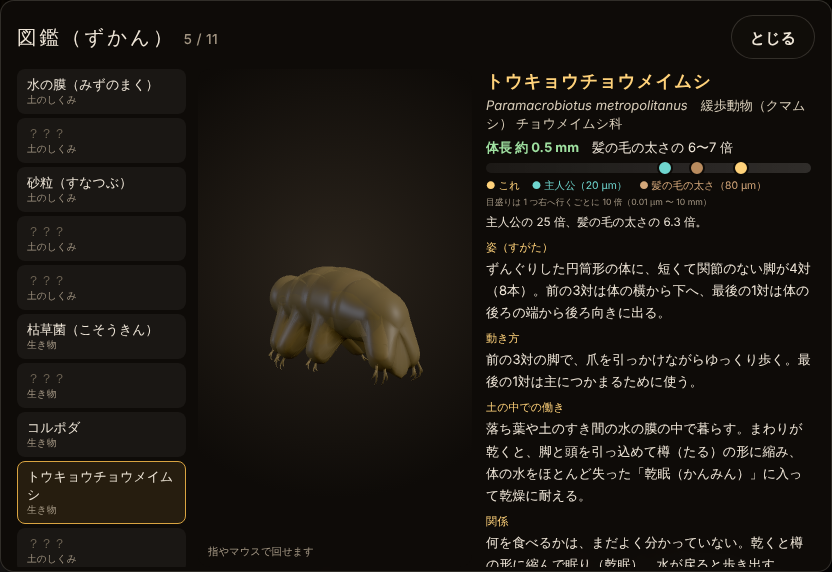 図鑑（ずかん） 5 / 11
とじる
水の膜（みずのまく）
土のしくみ
？？？
土のしくみ
砂粒（すなつぶ）
土のしくみ
？？？
土のしくみ
？？？
土のしくみ
枯草菌（こそうきん）
生き物
？？？
生き物
コルポダ
生き物
トウキョウチョウメイム
シ
生き物
？？？
土のしくみ
指やマウスで回せます
トウキョウチョウメイムシ
Paramacrobiotus metropolitanus 緩歩動物（クマム
シ） チョウメイムシ科
体長 約 0.5 mm 髪の毛の太さの 6〜7 倍
これ 主人公（20 μm） 髪の毛の太さ（80 μm）
目盛りは 1 つ右へ行くごとに 10 倍（0.01 μm 〜 10 mm）
主人公の 25 倍、髪の毛の太さの 6.3 倍。
姿（すがた）
ずんぐりした円筒形の体に、短くて関節のない脚が4対
（8本）。前の3対は体の横から下へ、最後の1対は体の
後ろの端から後ろ向きに出る。
動き方
前の3対の脚で、爪を引っかけながらゆっくり歩く。最
後の1対は主につかまるために使う。
土の中での働き
落ち葉や土のすき間の水の膜の中で暮らす。まわりが
乾くと、脚と頭を引っ込めて樽（たる）の形に縮み、
体の水をほとんど失った「乾眠（かんみん）」に入っ
て乾燥に耐える。
関係
何を食べるかは、まだよく分かっていない。乾くと樽
の形に縮んで眠り（乾眠）、水が戻ると歩き出す。